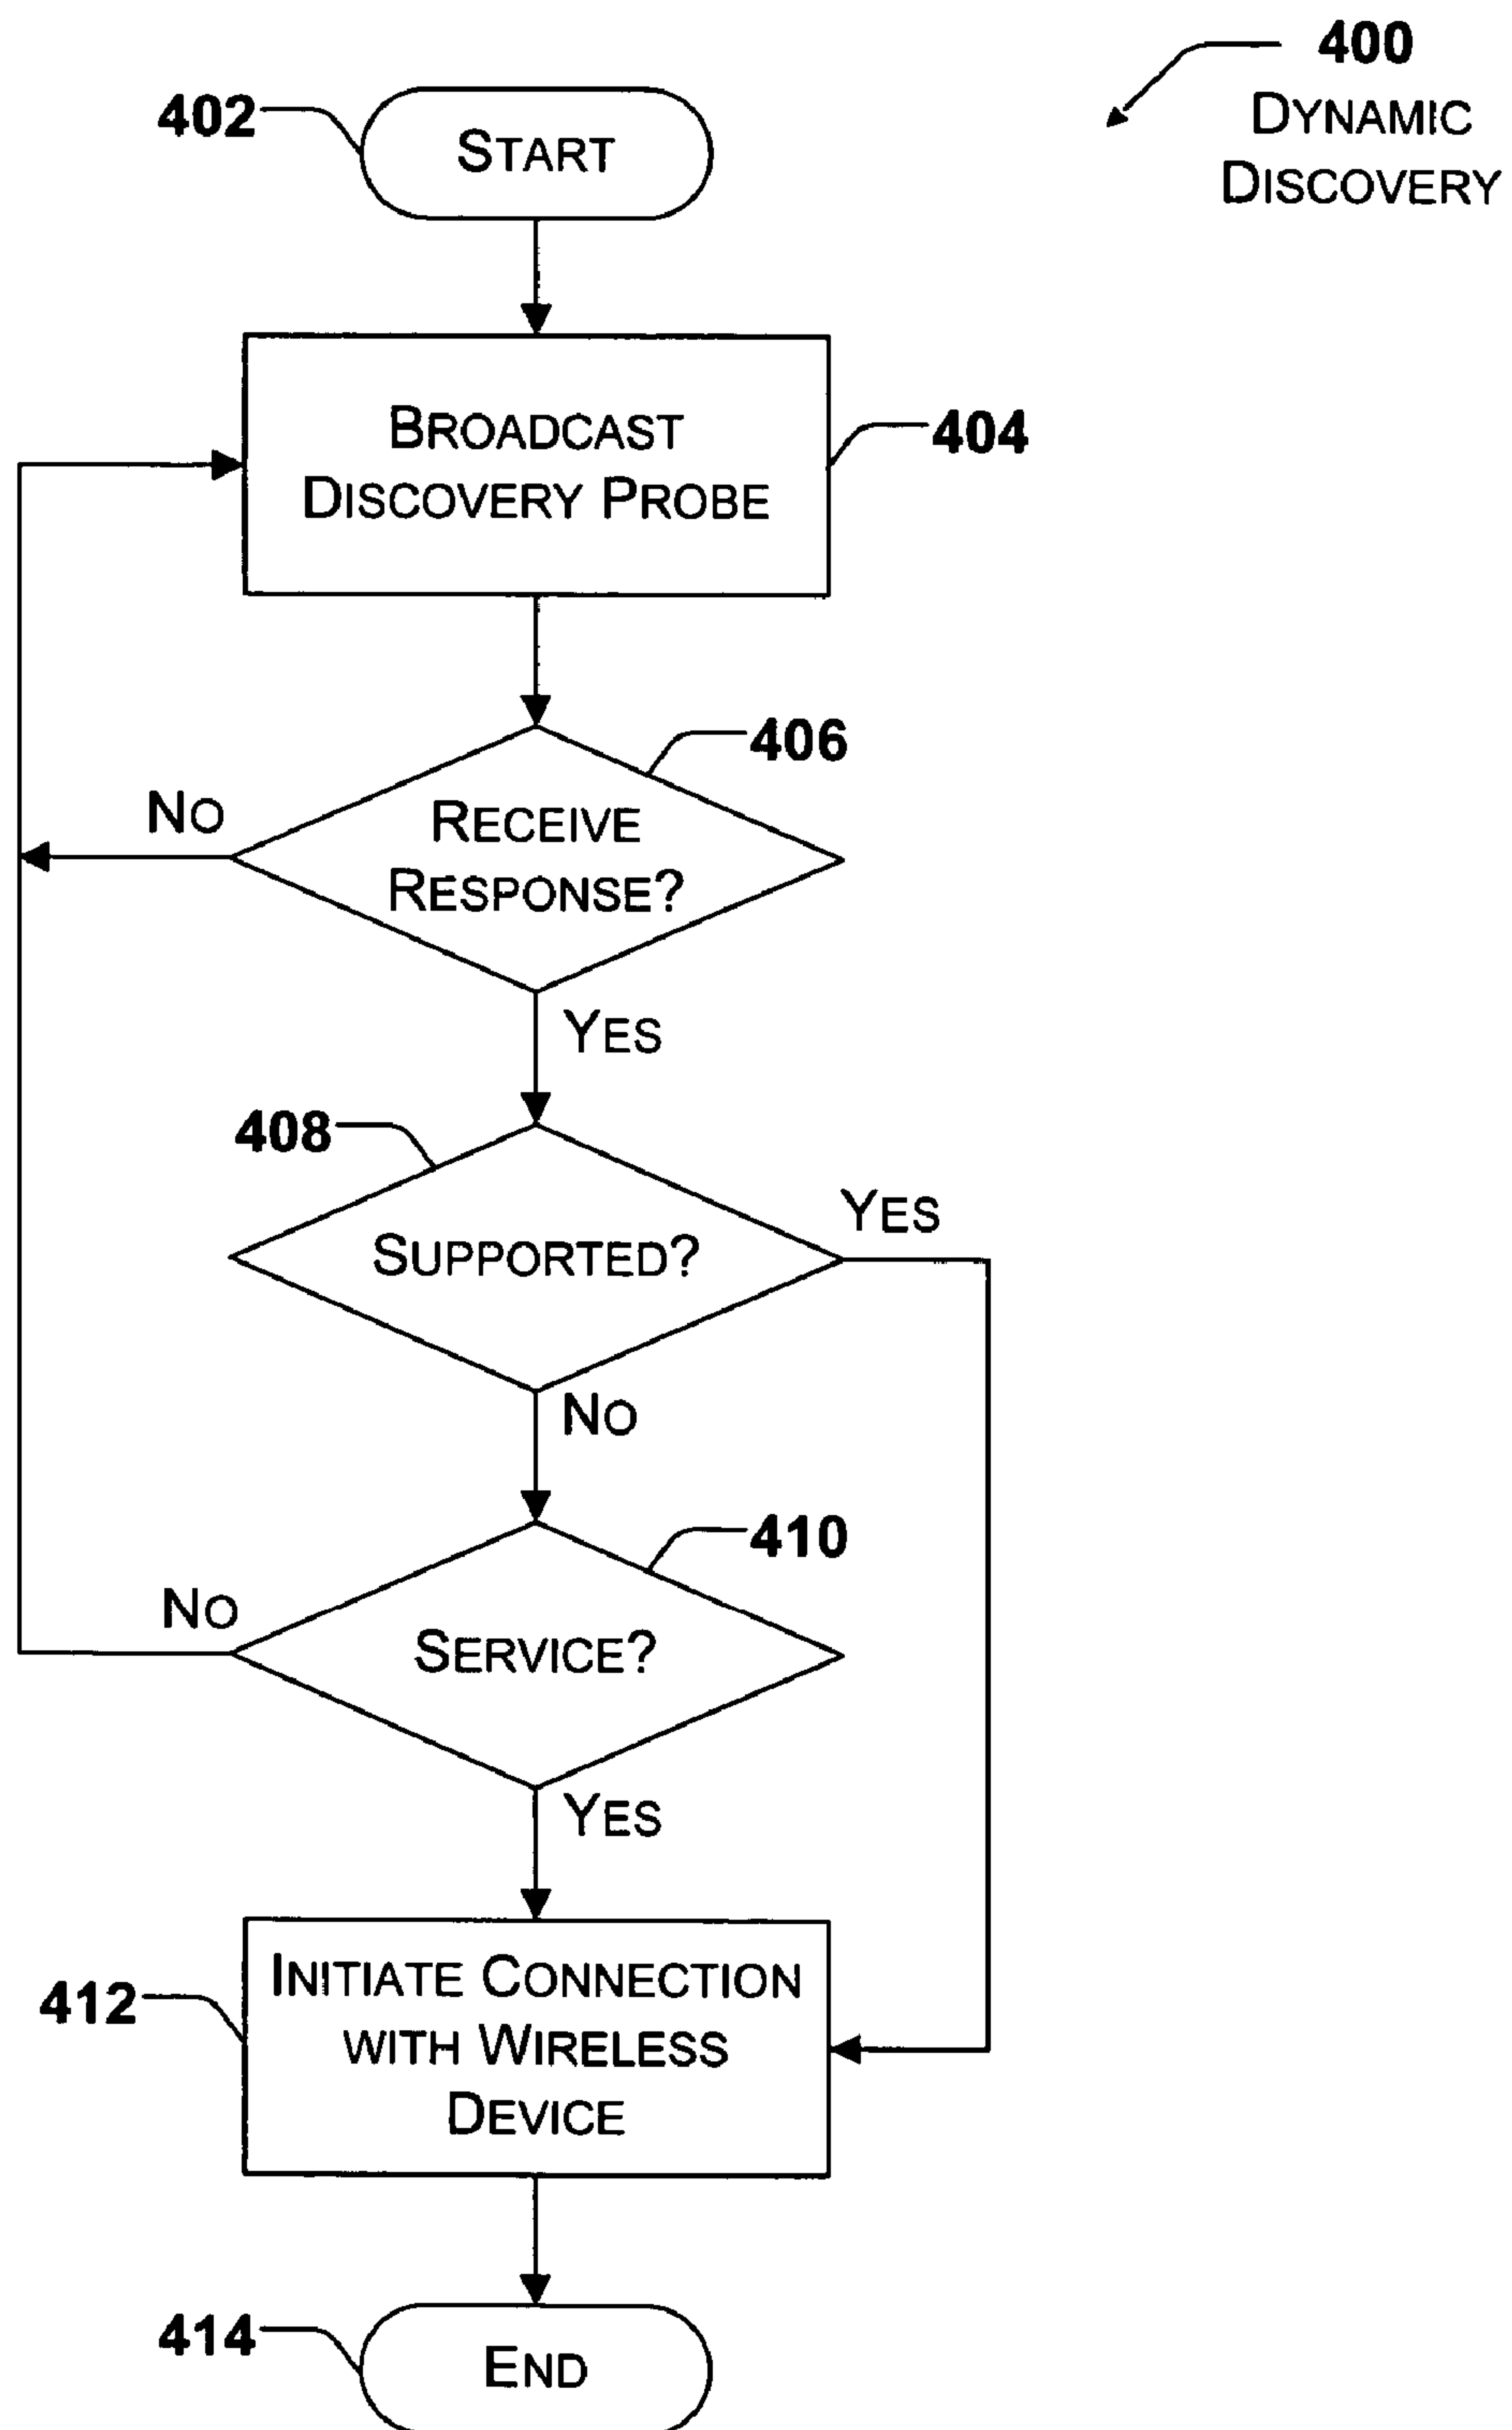 400
DYNAMIC
DISCOVERY
402
START
BROADCAST
DISCOVERY PROBE
404
406
NO
RECEIVE
RESPONSE?
YES
408
YES
SUPPORTED?
NO
410
NO
SERVICE?
YES
INITIATE CONNECTION
WITH WIRELESS
DEVICE
412
414
END